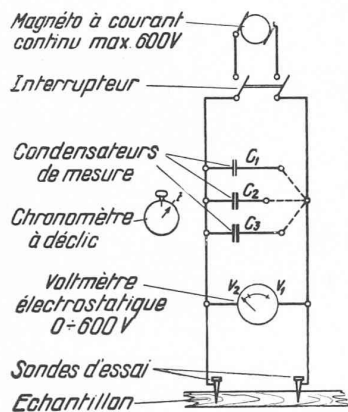 Magnéto à courant
continu max. 600V
Interrupteur
Condensateurs
de mesure
C1
C2
C3
Chronomètre
à déclic
Voltmètre
électrostatique
0÷600 V
V2
V1
Sondes d'essai
Echantillon